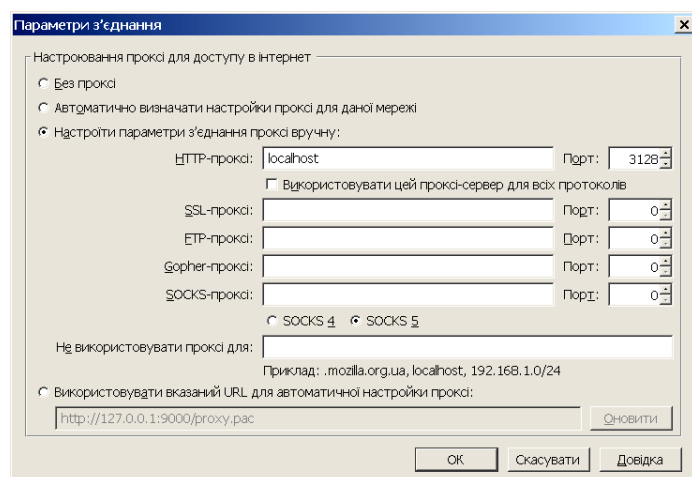 Параметри з'єднання
Настроювання проксі для доступу в інтернет
Без проксі
Автоматично визначати настройки проксі для даної мережі
Настроїти параметри з'єднання проксі вручну:
HTTP-проксі: localhost Порт: 3128
Використовувати цей проксі-сервер для всіх протоколів
SSL-проксі: Порт: 0
FTP-проксі: Порт: 0
Gopher-проксі: Порт: 0
SOCKS-проксі: Порт: 0
SOCKS 4 SOCKS 5
Не використовувати проксі для:
Приклад: .mozilla.org.ua, localhost, 192.168.1.0/24
Використовувати вказаний URL для автоматичної настройки проксі:
http://127.0.0.1:9000/proxy.pac Оновити
OK Скасувати Довідка